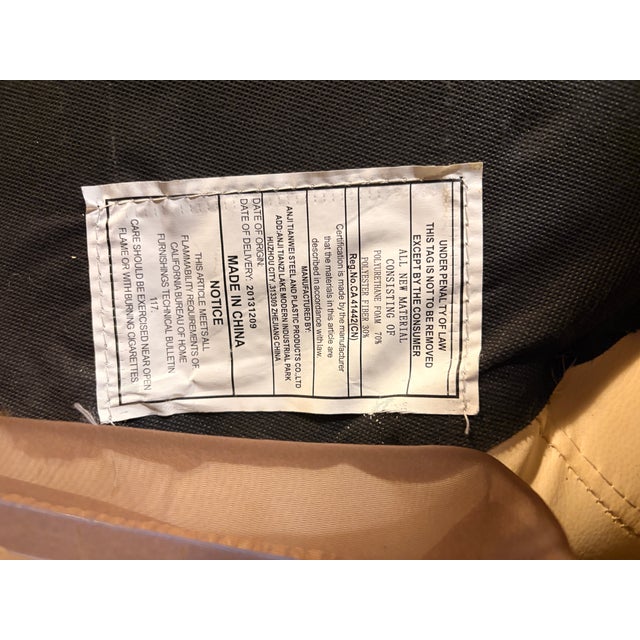 UNDER PENALTY OF LAW
THIS TAG IS NOT TO BE REMOVED
EXCEPT BY THE CONSUMER
ALL NEW MATERIAL
CONSISTING OF
POLYURETHANE FOAM 70%
POLYESTER FIBER 30%
Reg.No.CA 41442(CN)
Certification is made by the manufacturer
that the materials in this article are
described in accordance with law.
MANUFACTURED BY:
ANJI TIANWEI STEEL AND PLASTIC PRODUCTS CO.,LTD
ADD:ANJI TIANZI LAKE MODERN INDUSTRIAL PARK
HUZHOU CITY ,313309 ZHEJIANG CHINA
DATE OF ORIGIN:
MADE IN CHINA
DATE OF DELIVERY: 20131209
NOTICE
THIS ARTICLE MEETS ALL
FLAMMABILITY REQUIREMENTS OF
CALIFORNIA BUREAU OF HOME
FURNISHINGS TECHNICAL BULLETIN
117.
CARE SHOULD BE EXERCISED NEAR OPEN
FLAME OR WITH BURNING CIGARETTES